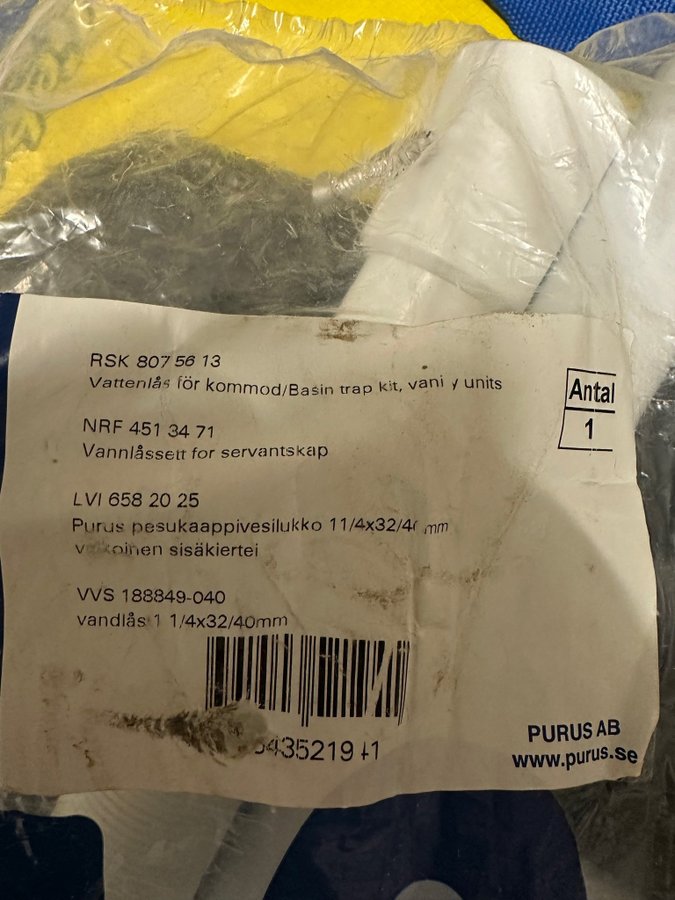 RSK 807 56 13
Vattenlås för kommod/Basin trap kit, vani y units
Antal
1
NRF 451 34 71
Vannlåssett for servantskap
LVI 658 20 25
Purus pesukaappivesilukko 11/4x32/4 mm
sisäkiertei
VVS 188849-040
vandlås 1 1/4x32/40mm
PURUS AB
www.purus.se